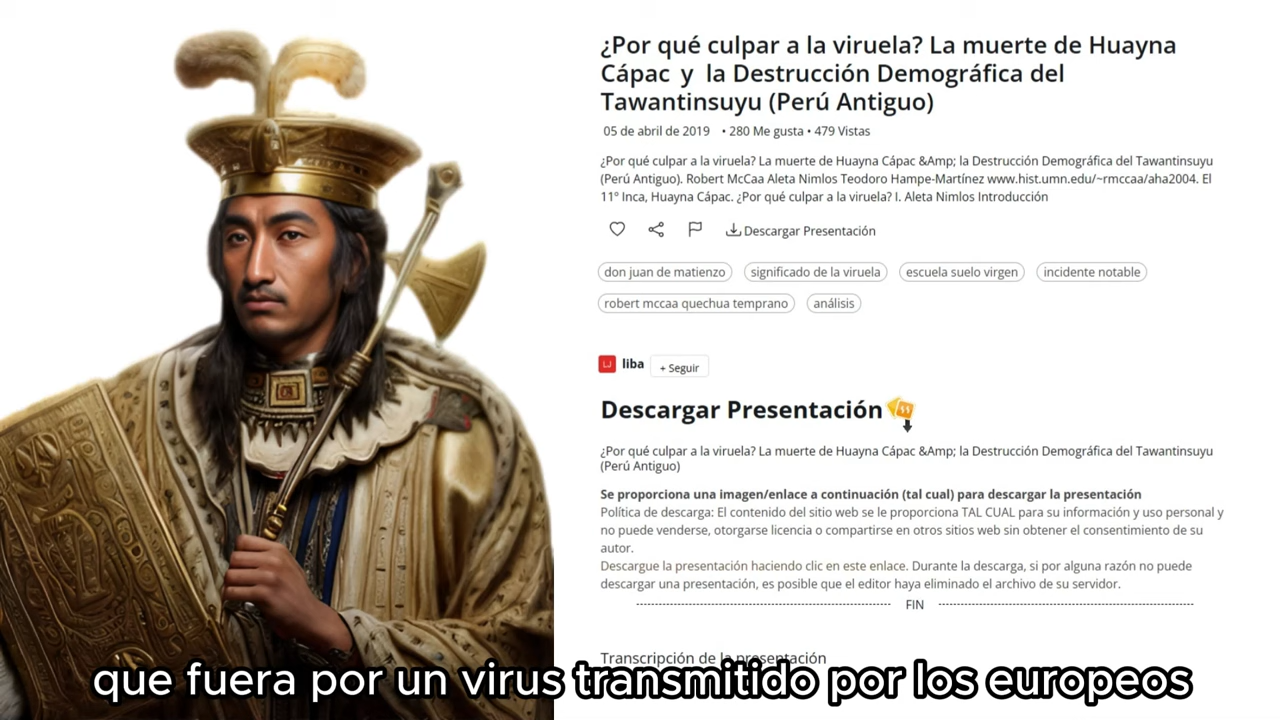 ¿Por qué culpar a la viruela? La muerte de Huayna
Cápac y la Destrucción Demográfica del
Tawantinsuyu (Perú Antiguo)
05 de abril de 2019 • 280 Me gusta • 479 Vistas
¿Por qué culpar a la viruela? La muerte de Huayna Cápac &Amp; la Destrucción Demográfica del Tawantinsuyu
(Perú Antiguo). Robert McCaa Aleta Nimlos Teodoro Hampe-Martínez www.hist.umn.edu/~rmccaa/aha2004. El
11º Inca, Huayna Cápac. ¿Por qué culpar a la viruela? I. Aleta Nimlos Introducción
Descargar Presentación
don juan de matienzo significado de la viruela escuela suelo virgen incidente notable
robert mccaa quechua temprano análisis
liba + Seguir
Descargar Presentación
¿Por qué culpar a la viruela? La muerte de Huayna Cápac &Amp; la Destrucción Demográfica del Tawantinsuyu
(Perú Antiguo)
Se proporciona una imagen/enlace a continuación (tal cual) para descargar la presentación
Política de descarga: El contenido del sitio web se le proporciona TAL CUAL para su información y uso personal y
no puede venderse, otorgarse licencia o compartirse en otros sitios web sin obtener el consentimiento de su
autor.
Descargue la presentación haciendo clic en este enlace. Durante la descarga, si por alguna razón no puede
descargar una presentación, es posible que el editor haya eliminado el archivo de su servidor.
FIN
Transcripción de la presentación
que fuera por un virus transmitido por los europeos